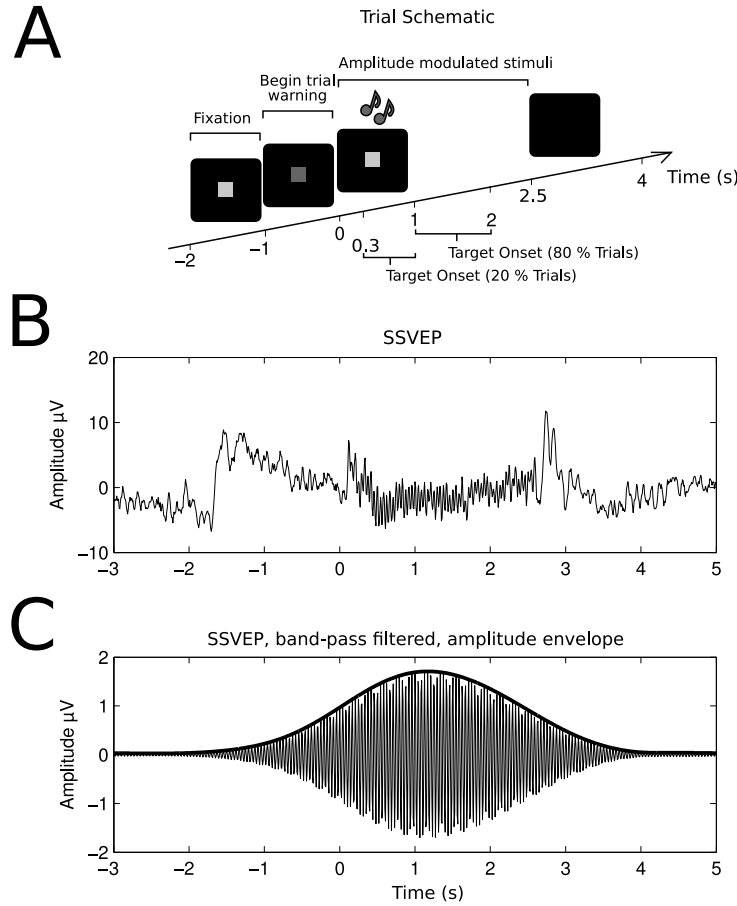 A
Trial Schematic
Amplitude modulated stimuli
Begin trial
warning
Fixation
Time (s)
−2
−1
0
0.3
1
2
2.5
4
Target Onset (80 % Trials)
Target Onset (20 % Trials)
B
SSVEP
Amplitude μV
20
10
0
−10
−3
−2
−1
0
1
2
3
4
5
C
SSVEP, band-pass filtered, amplitude envelope
Amplitude μV
2
1
0
−1
−2
−3
−2
−1
0
1
2
3
4
5
Time (s)